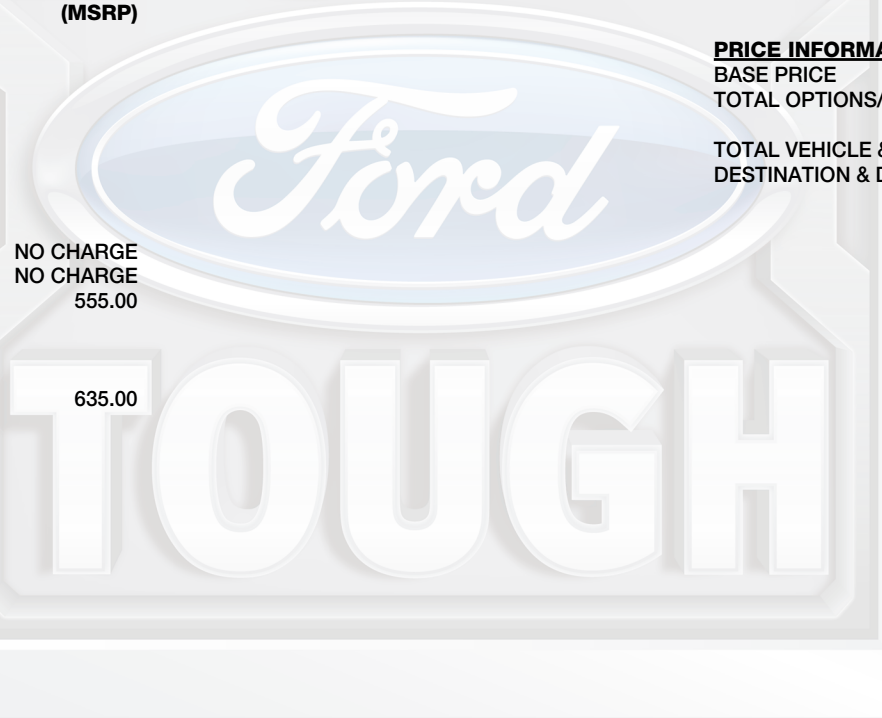 (MSRP)
PRICE INFORMA
BASE PRICE
TOTAL OPTIONS/
TOTAL VEHICLE &
DESTINATION & D
NO CHARGE
NO CHARGE
555.00
635.00
Ford
TOUGH